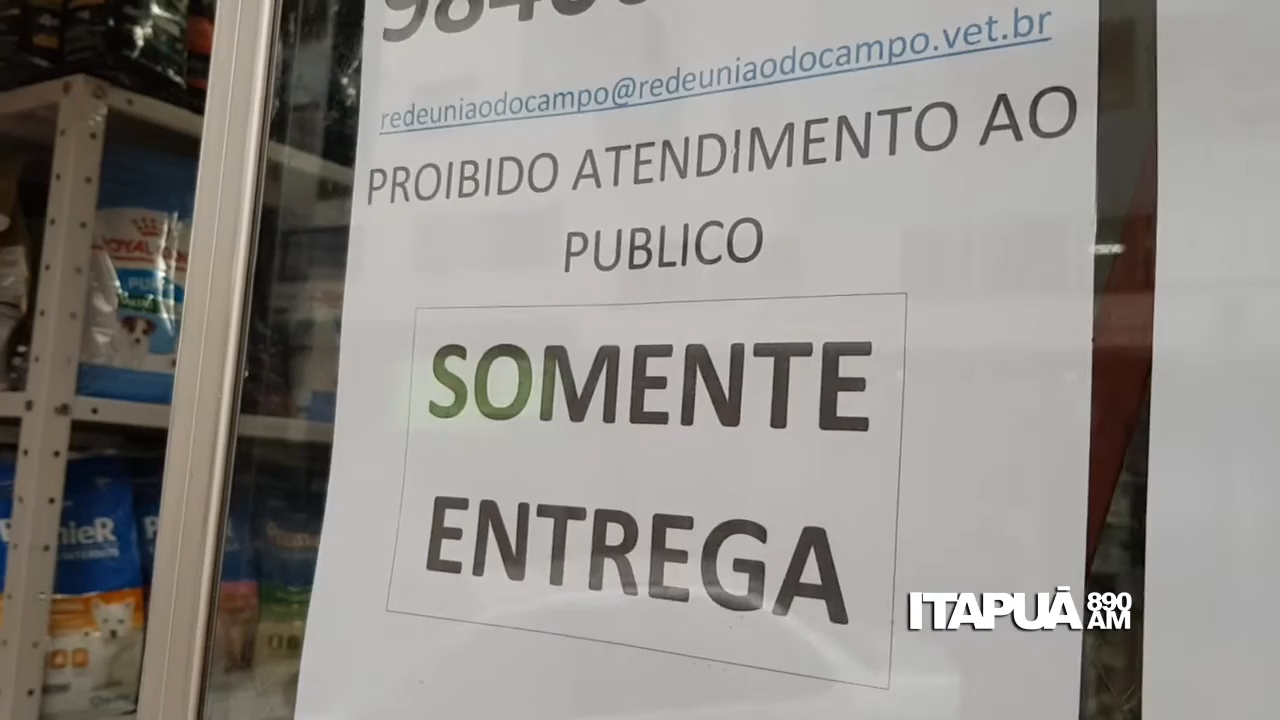 redeuniaodocampo@redeuniaodocampo.vet.br
PROIBIDO ATENDIMENTO AO
PUBLICO
SOMENTE
ENTREGA
ITAPUÃ 890
AM